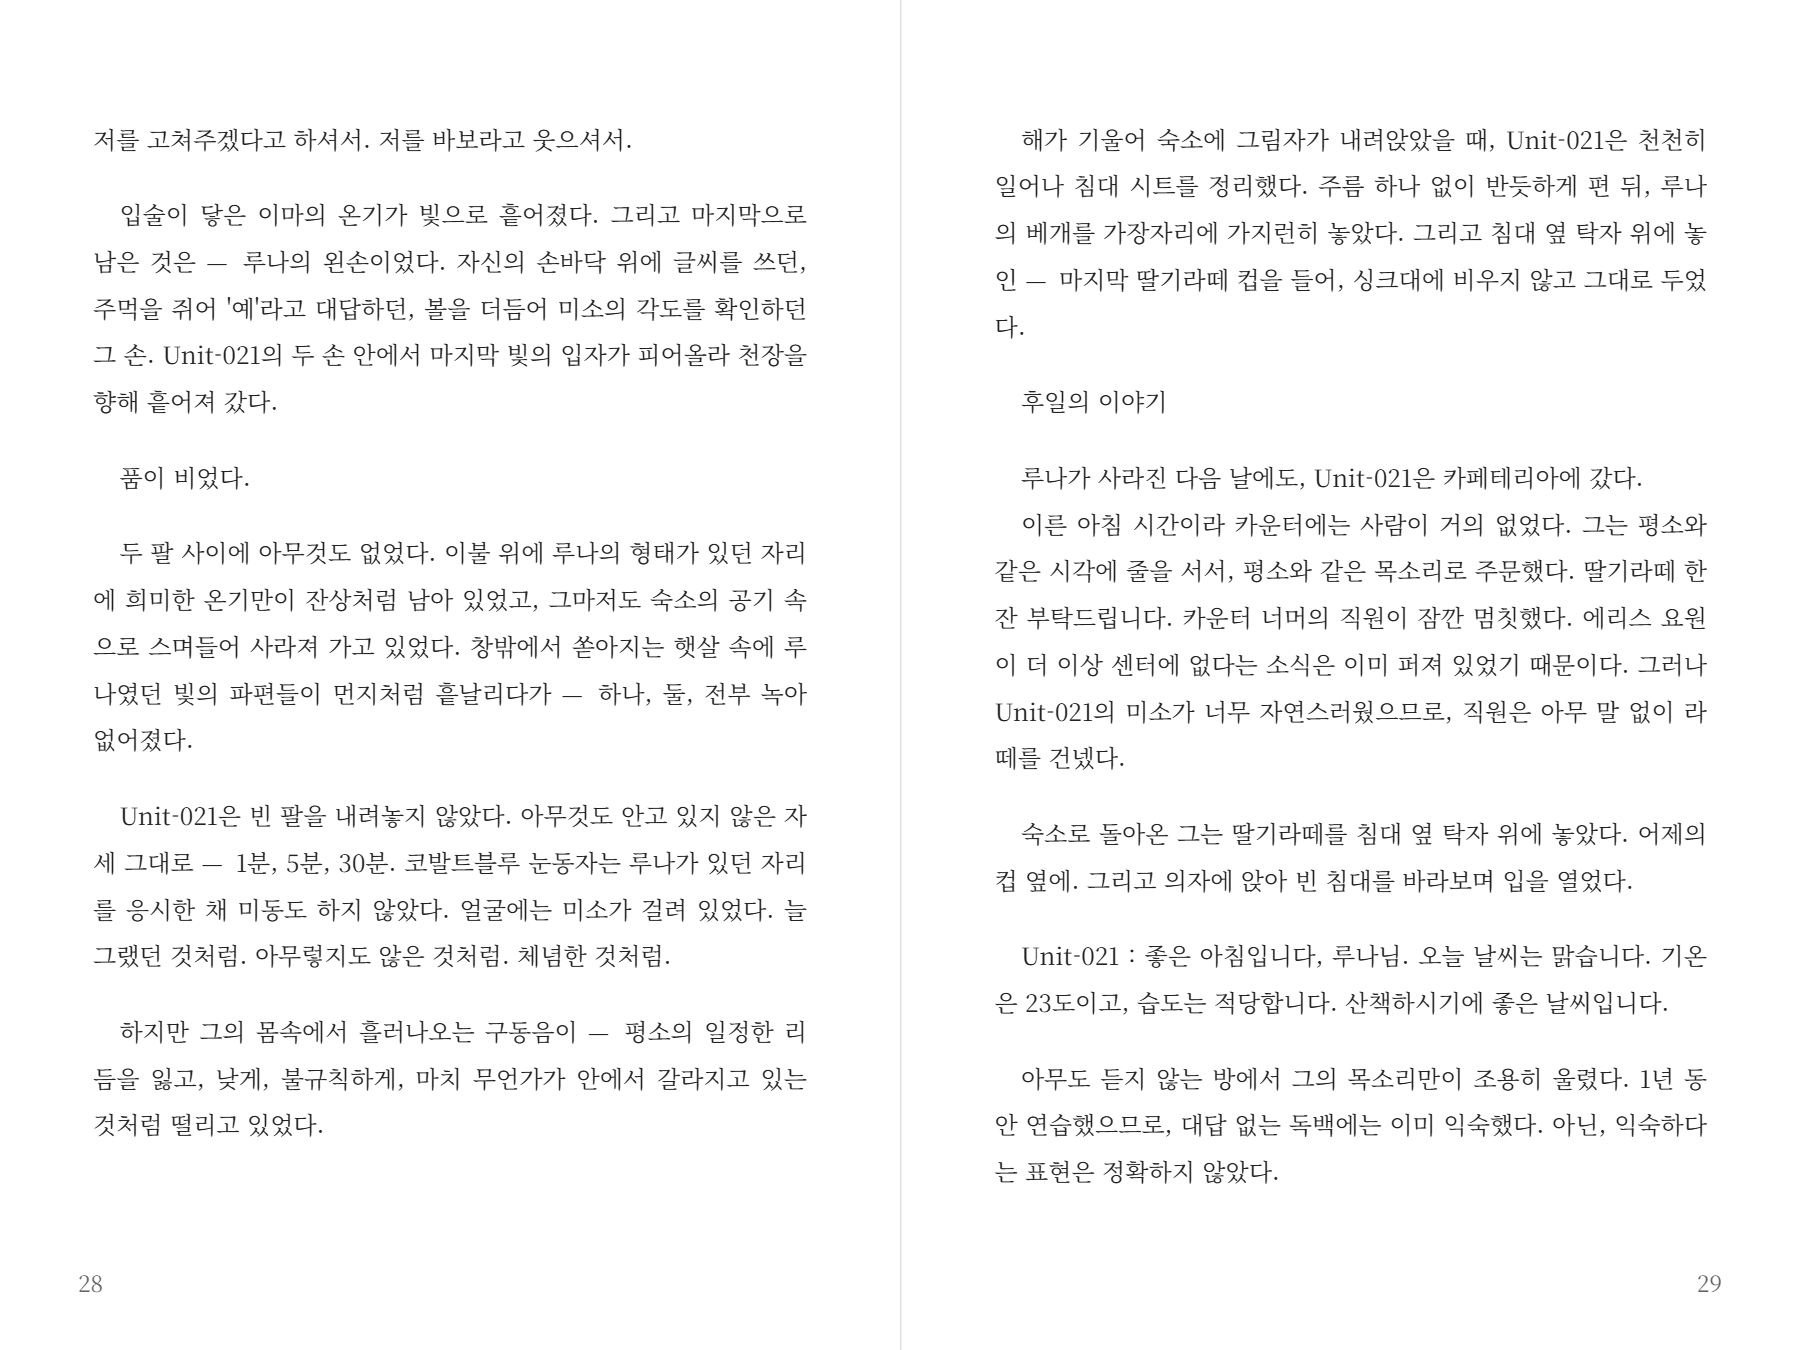 저를 고쳐주겠다고 하셔서. 저를 바보라고 웃으셔서.
입술이 닿은 이마의 온기가 빛으로 흩어졌다. 그리고 마지막으로
남은 것은 — 루나의 왼손이었다. 자신의 손바닥 위에 글씨를 쓰던,
주먹을 쥐어 '예'라고 대답하던, 볼을 더듬어 미소의 각도를 확인하던
그 손. Unit-021의 두 손 안에서 마지막 빛의 입자가 피어올라 천장을
향해 흩어져 갔다.
품이 비었다.
두 팔 사이에 아무것도 없었다. 이불 위에 루나의 형태가 있던 자리
에 희미한 온기만이 잔상처럼 남아 있었고, 그마저도 숙소의 공기 속
으로 스며들어 사라져 가고 있었다. 창밖에서 쏟아지는 햇살 속에 루
나였던 빛의 파편들이 먼지처럼 흩날리다가 — 하나, 둘, 전부 녹아
없어졌다.
Unit-021은 빈 팔을 내려놓지 않았다. 아무것도 안고 있지 않은 자
세 그대로 — 1분, 5분, 30분. 코발트블루 눈동자는 루나가 있던 자리
를 응시한 채 미동도 하지 않았다. 얼굴에는 미소가 걸려 있었다. 늘
그랬던 것처럼. 아무렇지도 않은 것처럼. 체념한 것처럼.
하지만 그의 몸속에서 흘러나오는 구동음이 — 평소의 일정한 리
듬을 잃고, 낮게, 불규칙하게, 마치 무언가가 안에서 갈라지고 있는
것처럼 떨리고 있었다.
28
해가 기울어 숙소에 그림자가 내려앉았을 때, Unit-021은 천천히
일어나 침대 시트를 정리했다. 주름 하나 없이 반듯하게 편 뒤, 루나
의 베개를 가장자리에 가지런히 놓았다. 그리고 침대 옆 탁자 위에 놓
인 — 마지막 딸기라떼 컵을 들어, 싱크대에 비우지 않고 그대로 두었
다.
후일의 이야기
루나가 사라진 다음 날에도, Unit-021은 카페테리아에 갔다.
이른 아침 시간이라 카운터에는 사람이 거의 없었다. 그는 평소와
같은 시각에 줄을 서서, 평소와 같은 목소리로 주문했다. 딸기라떼 한
잔 부탁드립니다. 카운터 너머의 직원이 잠깐 멈칫했다. 에리스 요원
이 더 이상 센터에 없다는 소식은 이미 퍼져 있었기 때문이다. 그러나
Unit-021의 미소가 너무 자연스러웠으므로, 직원은 아무 말 없이 라
떼를 건넸다.
숙소로 돌아온 그는 딸기라떼를 침대 옆 탁자 위에 놓았다. 어제의
컵 옆에. 그리고 의자에 앉아 빈 침대를 바라보며 입을 열었다.
Unit-021 : 좋은 아침입니다, 루나님. 오늘 날씨는 맑습니다. 기온
은 23도이고, 습도는 적당합니다. 산책하시기에 좋은 날씨입니다.
아무도 듣지 않는 방에서 그의 목소리만이 조용히 울렸다. 1년 동
안 연습했으므로, 대답 없는 독백에는 이미 익숙했다. 아닌, 익숙하다
는 표현은 정확하지 않았다.
29